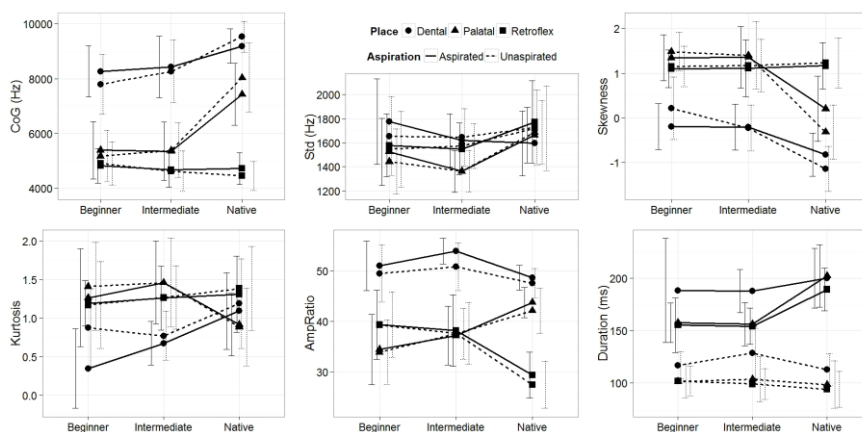 Place Dental Palatal Retroflex
Aspiration Aspirated Unaspirated
CoG (Hz)
10000
8000
6000
4000
Beginner Intermediate Native
Std (Hz)
1800
1600
1400
1200
Beginner Intermediate Native
Skewness
2
1
0
-1
Beginner Intermediate Native
Kurtosis
2.0
1.5
1.0
0.5
0.0
Beginner Intermediate Native
AmpRatio
50
40
30
Beginner Intermediate Native
Duration (ms)
200
150
100
Beginner Intermediate Native